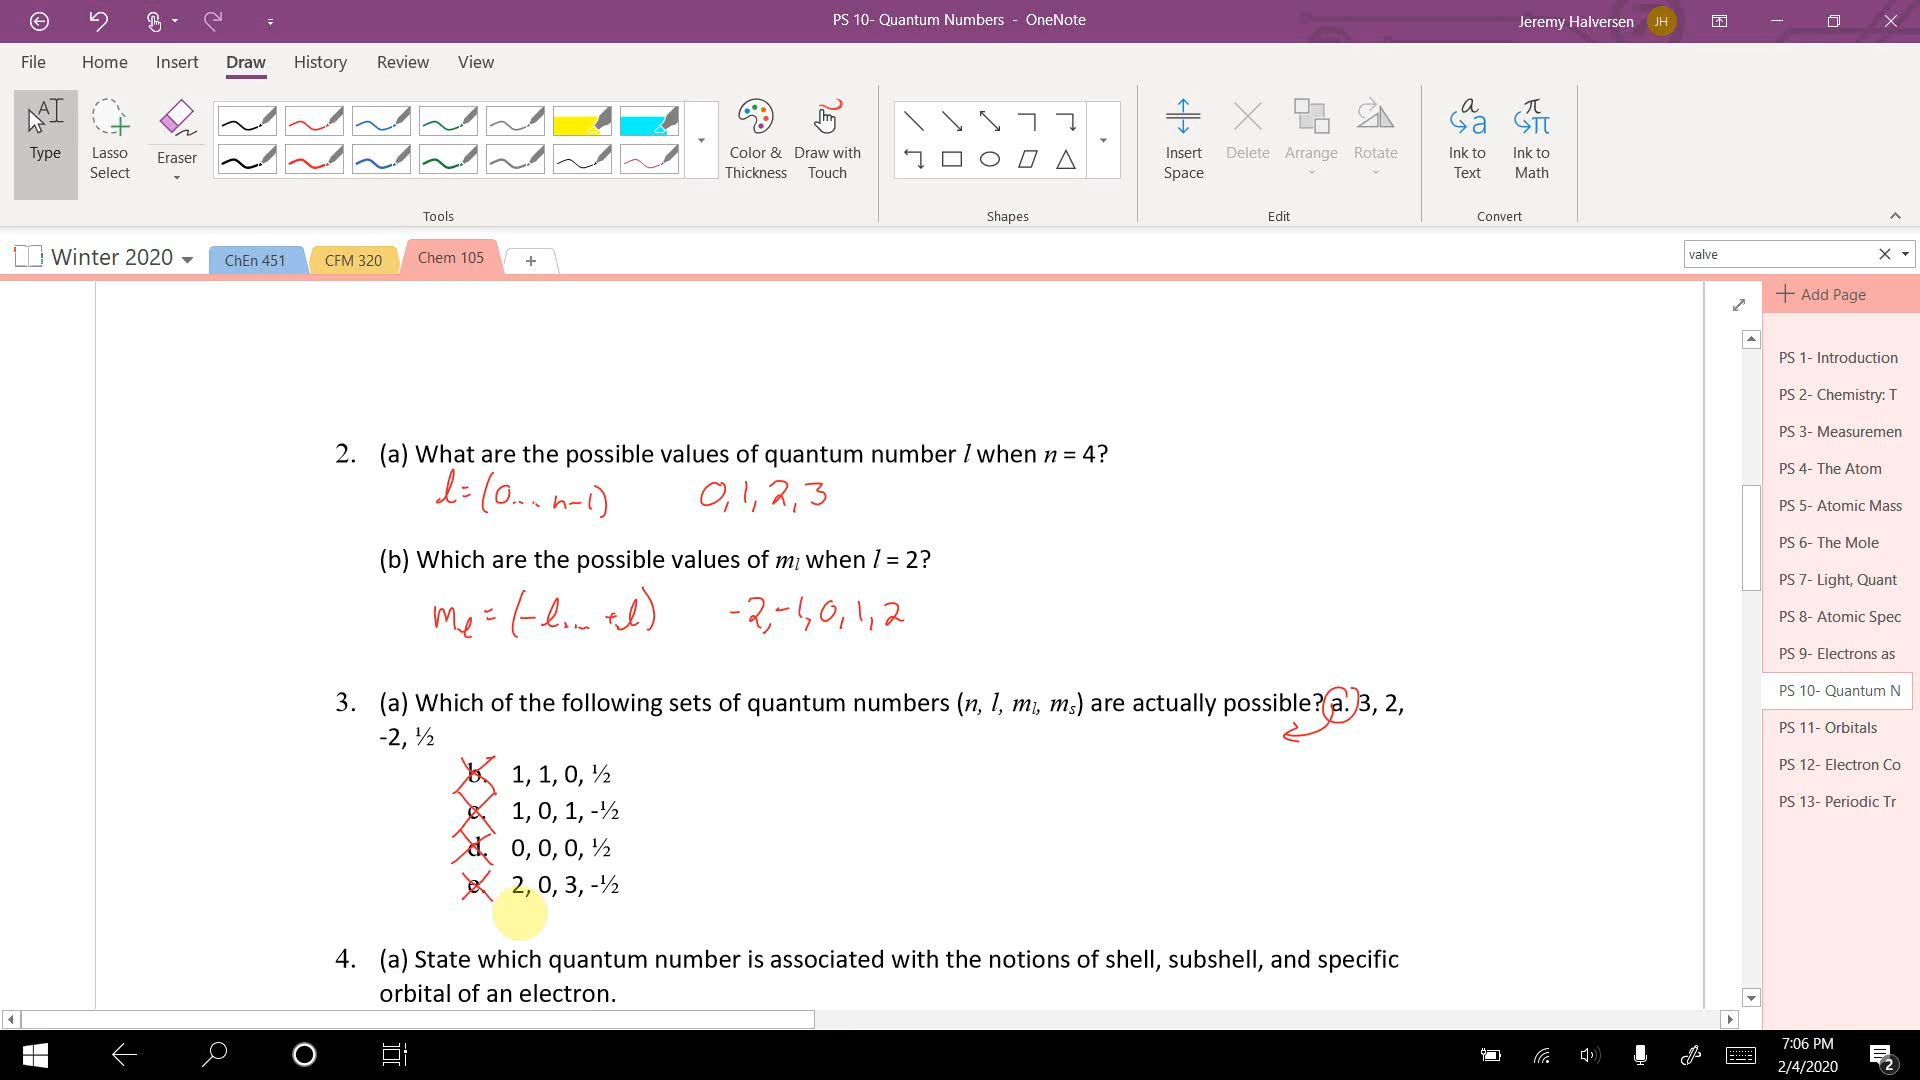 PS 10- Quantum Numbers - OneNote
Jeremy Halversen JH
File Home Insert Draw History Review View
Type
Lasso Select
Eraser
Color & Thickness
Draw with Touch
Insert Space
Delete
Arrange
Rotate
Ink to Text
Ink to Math
Tools
Shapes
Edit
Convert
Winter 2020
ChEn 451
CFM 320
Chem 105
valve
Add Page
PS 1- Introduction
PS 2- Chemistry: T
PS 3- Measuremen
PS 4- The Atom
PS 5- Atomic Mass
PS 6- The Mole
PS 7- Light, Quant
PS 8- Atomic Spec
PS 9- Electrons as
PS 10- Quantum N
PS 11- Orbitals
PS 12- Electron Co
PS 13- Periodic Tr
2. (a) What are the possible values of quantum number l when n = 4?
l = (0... n-1) 0, 1, 2, 3
(b) Which are the possible values of ml when l = 2?
ml = (-l... +l) -2, -1, 0, 1, 2
3. (a) Which of the following sets of quantum numbers (n, l, ml, ms) are actually possible? a. 3, 2,
-2, ½
b. 1, 1, 0, ½
c. 1, 0, 1, -½
d. 0, 0, 0, ½
e. 2, 0, 3, -½
4. (a) State which quantum number is associated with the notions of shell, subshell, and specific
orbital of an electron.
7:06 PM
2/4/2020
2